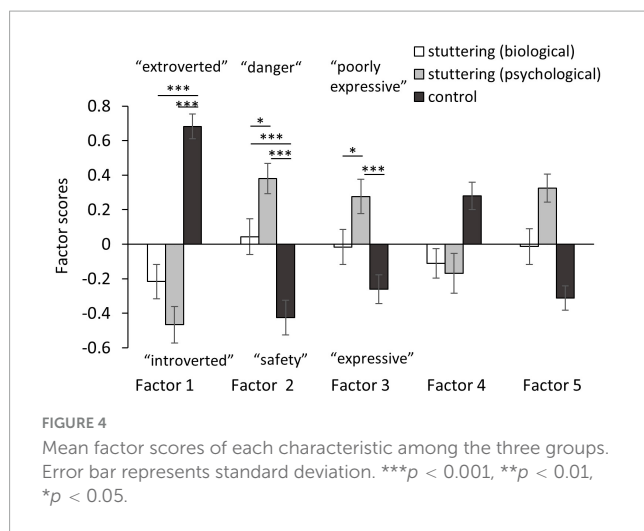 "extroverted" "danger" "poorly expressive"
stuttering (biological)
stuttering (psychological)
control
*** *** * *** *** * ***
0.8
0.6
0.4
0.2
0
-0.2
-0.4
-0.6
Factor scores
"introverted" "safety" "expressive"
Factor 1 Factor 2 Factor 3 Factor 4 Factor 5
FIGURE 4
Mean factor scores of each characteristic among the three groups.
Error bar represents standard deviation. ***p < 0.001, **p < 0.01,
*p < 0.05.